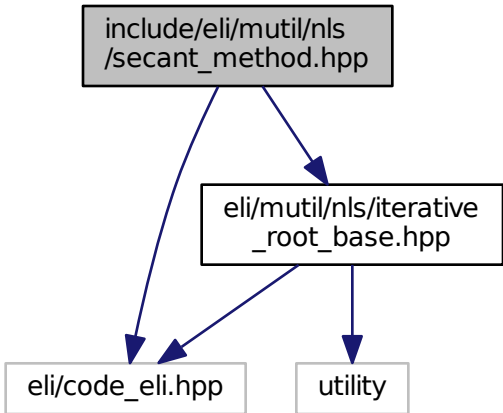 include/eli/mutil/nls
/secant_method.hpp
eli/mutil/nls/iterative
_root_base.hpp
eli/code_eli.hpp
utility